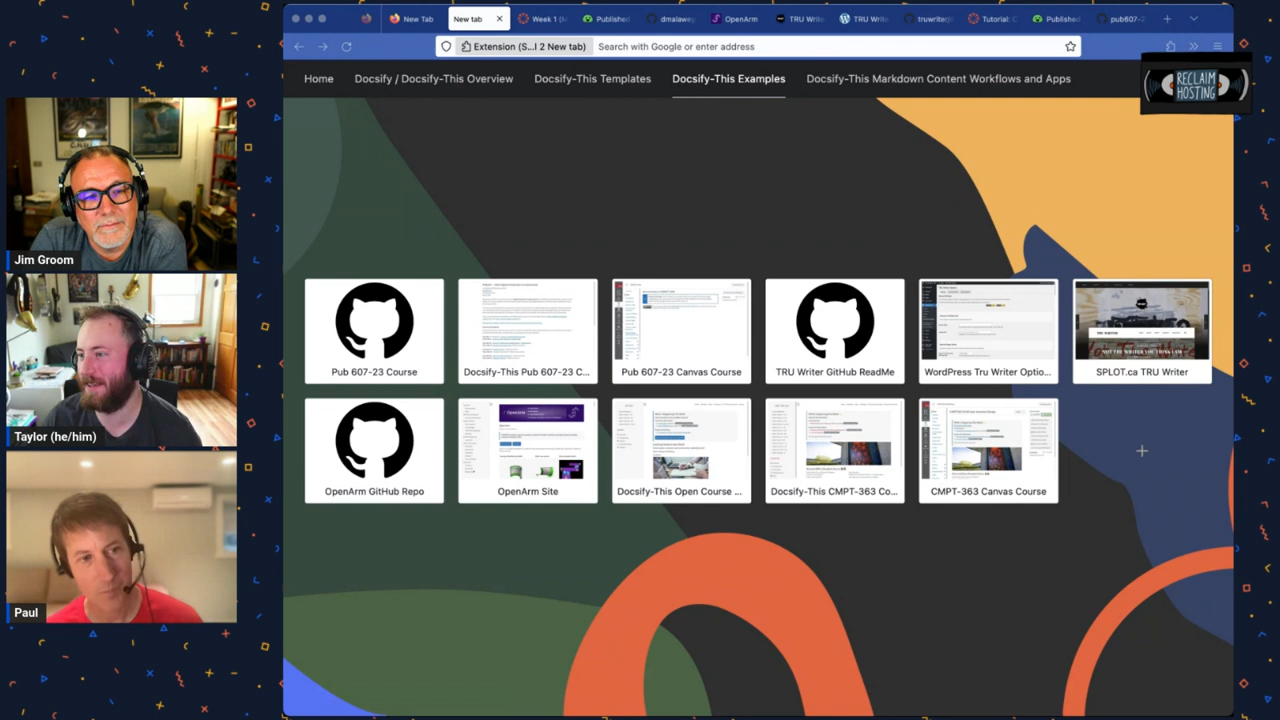 New Tab
New tab
Week 1 (
Published
dmalawey
OpenArm
TRU Write
TRU Write
truwriter/
Tutorial: C
Published
pub607-2
Extension (S...l 2 New tab)
Search with Google or enter address
Home
Docsify / Docsify-This Overview
Docsify-This Templates
Docsify-This Examples
Docsify-This Markdown Content Workflows and Apps
RECLAIM
HOSTING
Jim Groom
Taylor (he/him)
Paul
Pub 607-23 Course
Docsify-This Pub 607-23 C...
Pub 607-23 Canvas Course
TRU Writer GitHub ReadMe
WordPress Tru Writer Optio...
SPLOT.ca TRU Writer
OpenArm GitHub Repo
OpenArm Site
Docsify-This Open Course ...
Docsify-This CMPT-363 Co...
CMPT-363 Canvas Course